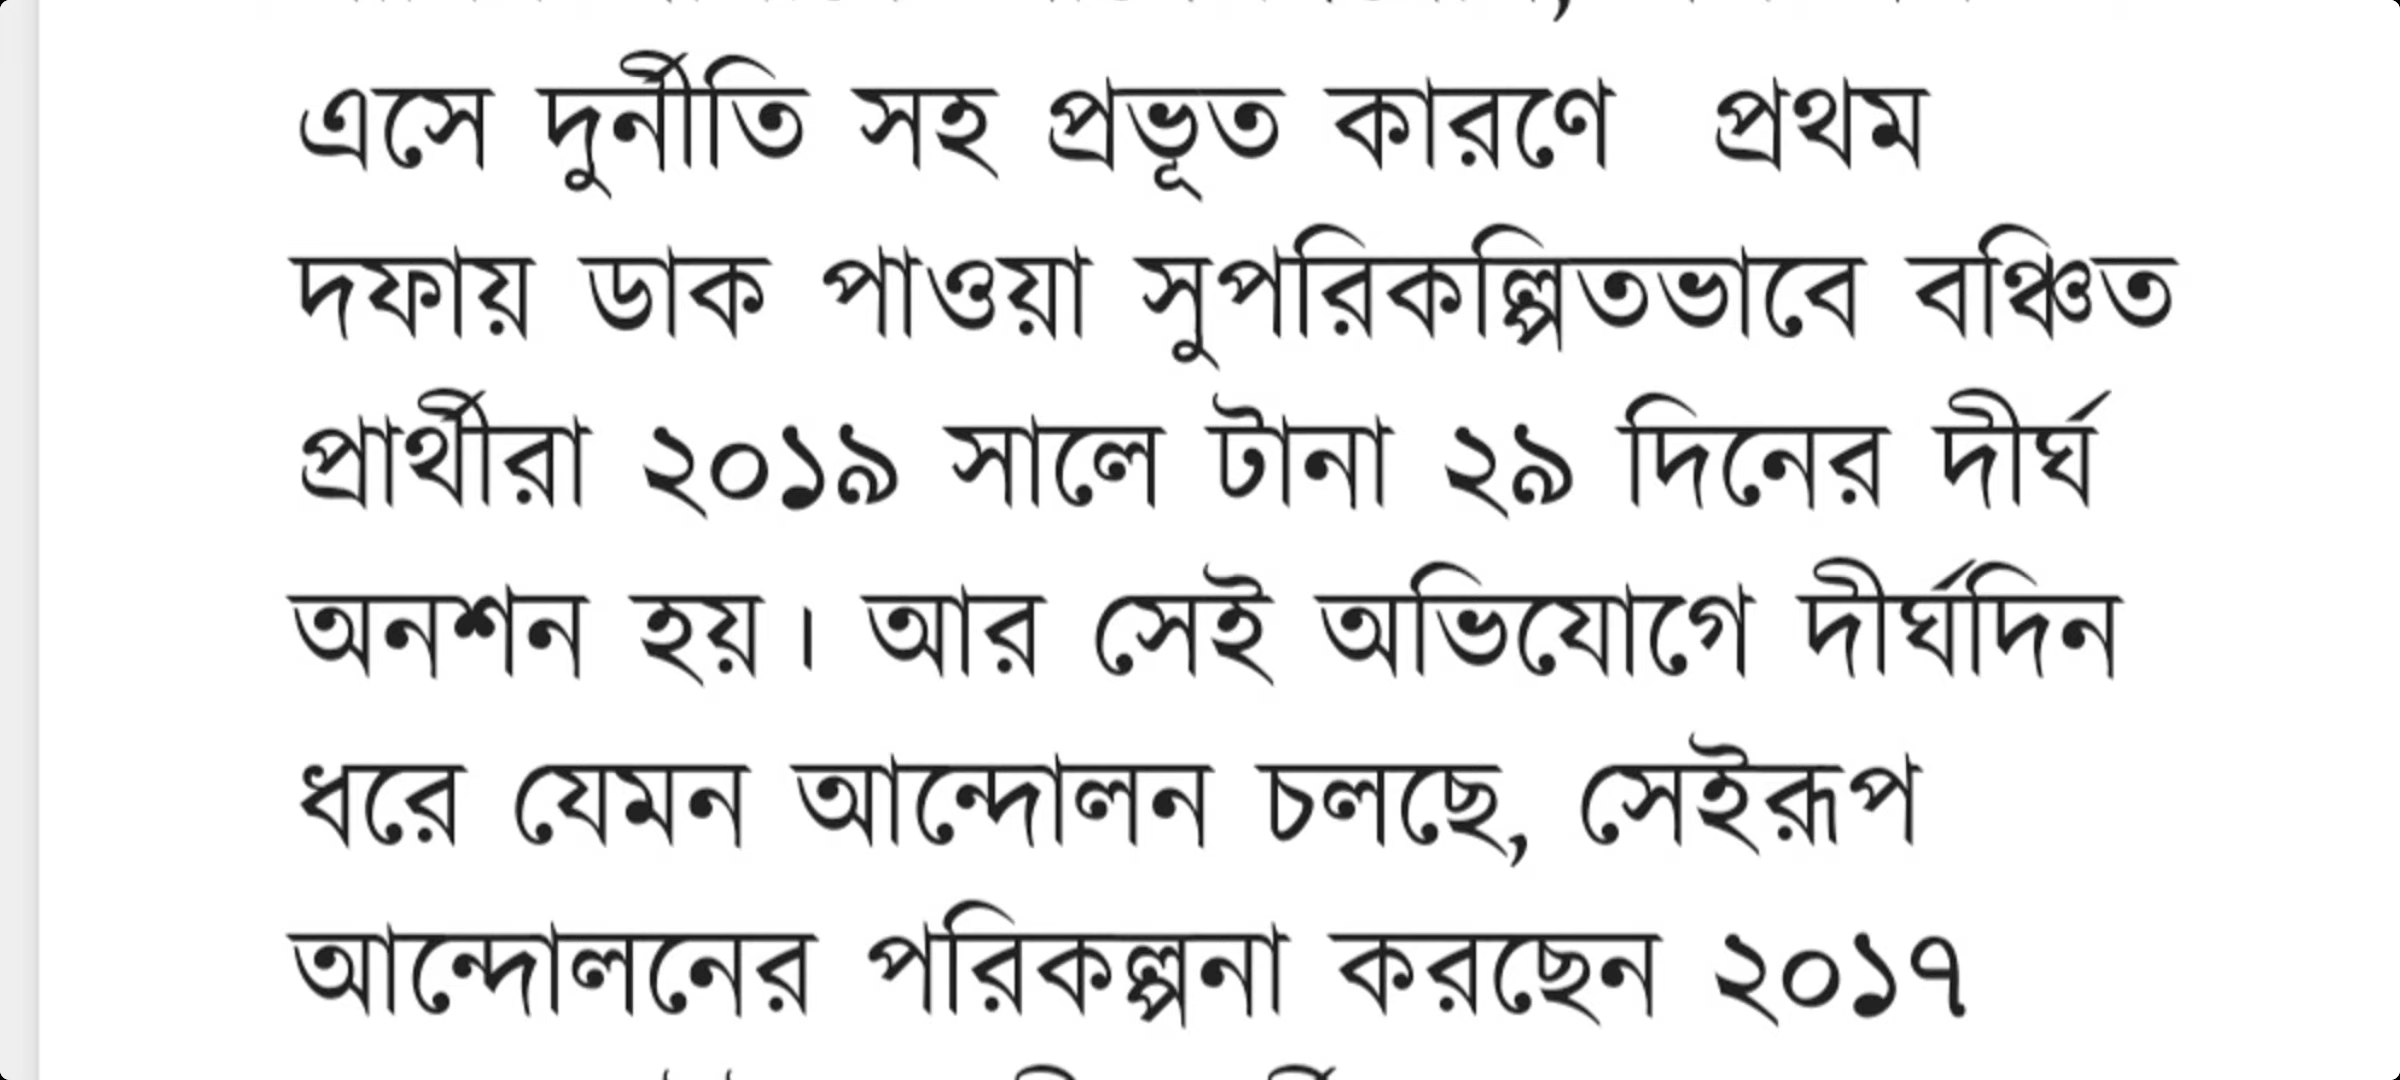 এসে দুর্নীতি সহ প্রভূত কারণে প্রথম
দফায় ডাক পাওয়া সুপরিকল্পিতভাবে বঞ্চিত
প্রার্থীরা ২০১৯ সালে টানা ২৯ দিনের দীর্ঘ
অনশন হয়। আর সেই অভিযোগে দীর্ঘদিন
ধরে যেমন আন্দোলন চলছে, সেইরূপ
আন্দোলনের পরিকল্পনা করছেন ২০১৭